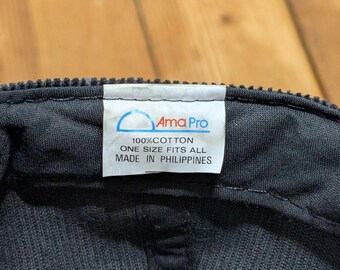 AmaPro
100% COTTON
ONE SIZE FITS ALL
MADE IN PHILIPPINES